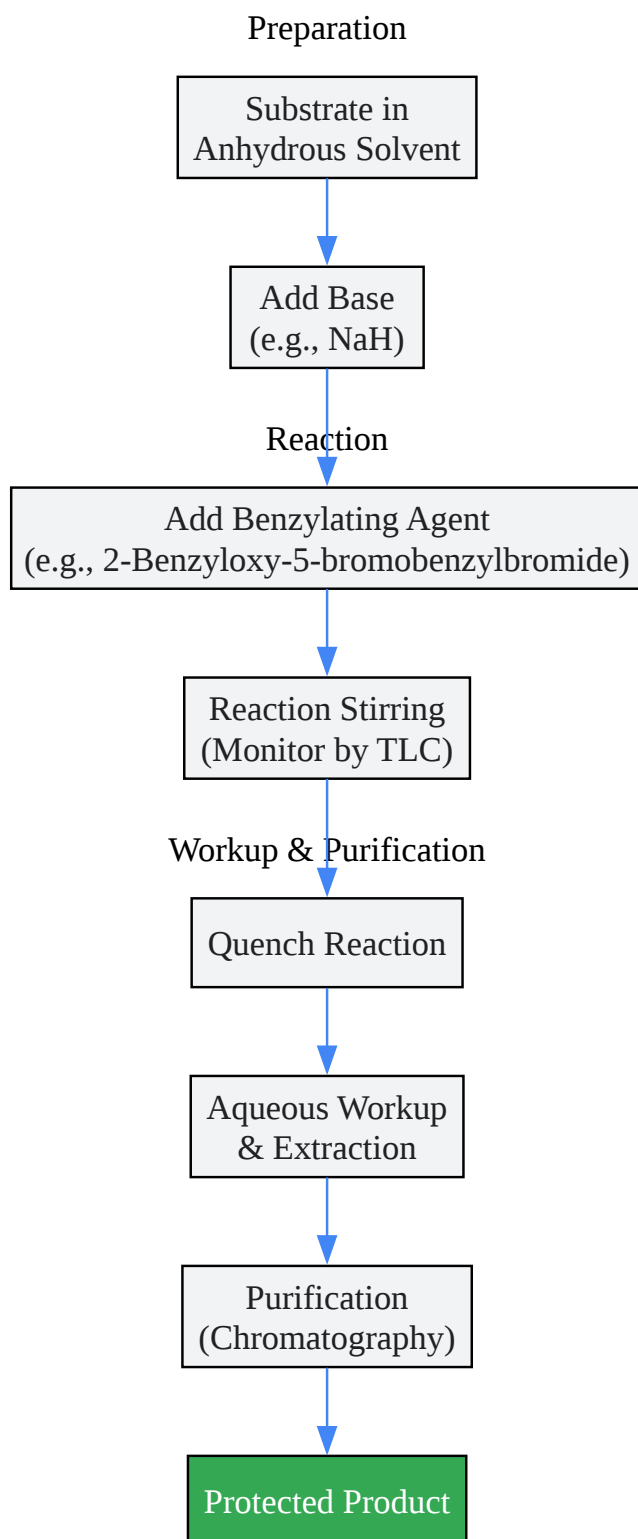 Preparation
Substrate in
Anhydrous Solvent
Add Base
(e.g., NaH)
Reaction
Add Benzylating Agent
(e.g., 2-Benzyloxy-5-bromobenzylbromide)
Reaction Stirring
(Monitor by TLC)
Workup & Purification
Quench Reaction
Aqueous Workup
& Extraction
Purification
(Chromatography)
Protected Product